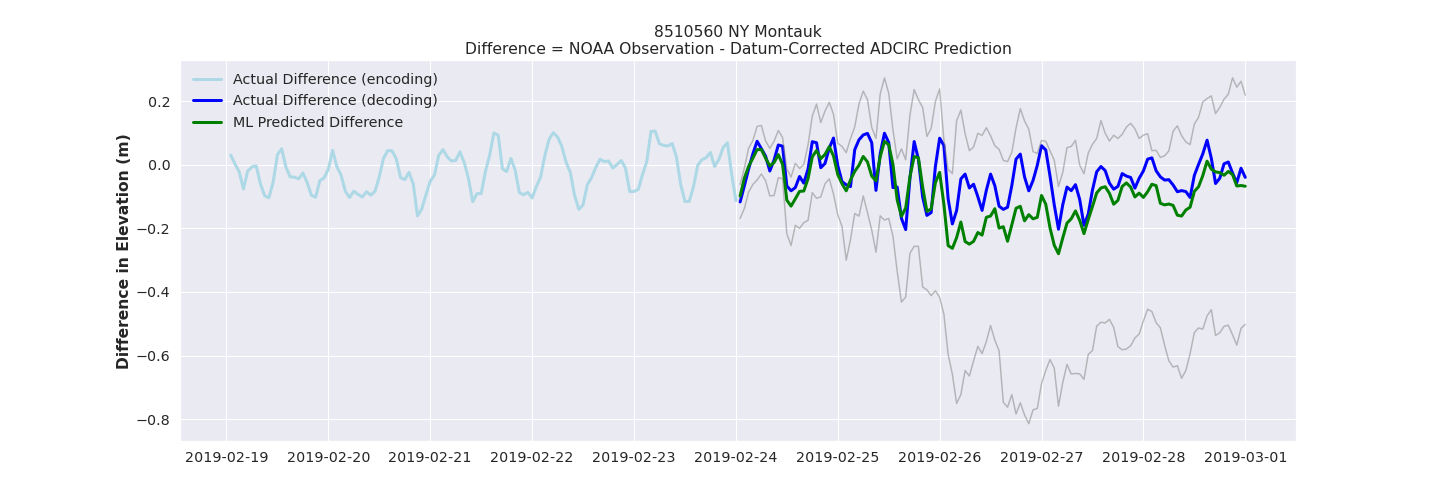 8510560 NY Montauk
Difference = NOAA Observation - Datum-Corrected ADCIRC Prediction
Actual Difference (encoding)
Actual Difference (decoding)
ML Predicted Difference
Difference in Elevation (m)
0.2
0.0
−0.2
−0.4
−0.6
−0.8
2019-02-19 2019-02-20 2019-02-21 2019-02-22 2019-02-23 2019-02-24 2019-02-25 2019-02-26 2019-02-27 2019-02-28 2019-03-01